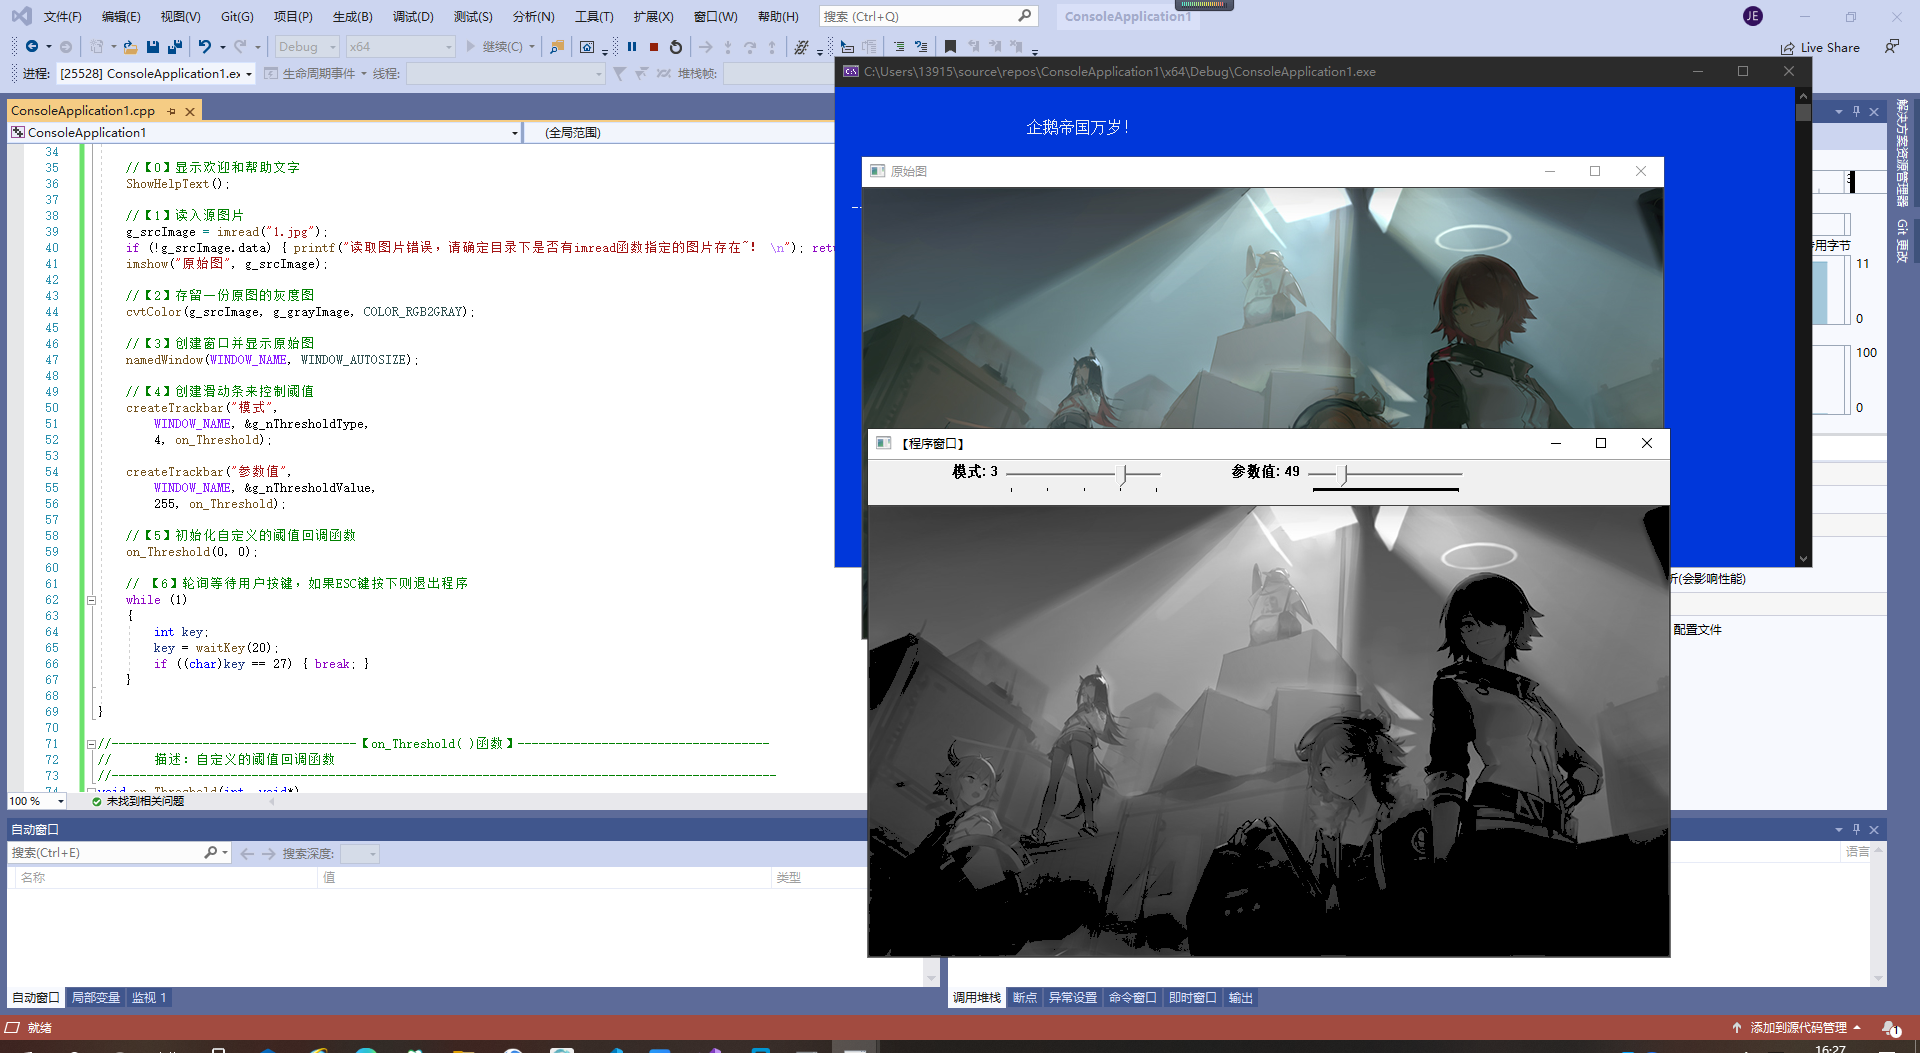 文件(F) 编辑(E) 视图(V) Git(G) 项目(P) 生成(B) 调试(D) 测试(S) 分析(N) 工具(T) 扩展(X) 窗口(W) 帮助(H) 搜索 (Ctrl+Q) ConsoleApplication1 JE
Debug x64 继续(C) Live Share
进程: [25528] ConsoleApplication1.ex 生命周期事件 线程: 堆栈帧:
ConsoleApplication1.cpp
ConsoleApplication1 (全局范围)
34
35 //【0】显示欢迎和帮助文字
36 ShowHelpText();
37
38 //【1】读入源图片
39 g_srcImage = imread("1.jpg");
40 if (!g_srcImage.data) { printf("读取图片错误，请确定目录下是否有imread函数指定的图片存在~！ \n"); retu
41 imshow("原始图", g_srcImage);
42
43 //【2】存留一份原图的灰度图
44 cvtColor(g_srcImage, g_grayImage, COLOR_RGB2GRAY);
45
46 //【3】创建窗口并显示原始图
47 namedWindow(WINDOW_NAME, WINDOW_AUTOSIZE);
48
49 //【4】创建滑动条来控制阈值
50 createTrackbar("模式",
51 WINDOW_NAME, &g_nThresholdType,
52 4, on_Threshold);
53
54 createTrackbar("参数值",
55 WINDOW_NAME, &g_nThresholdValue,
56 255, on_Threshold);
57
58 //【5】初始化自定义的阈值回调函数
59 on_Threshold(0, 0);
60
61 // 【6】轮询等待用户按键，如果ESC键按下则退出程序
62 while (1)
63 {
64 int key;
65 key = waitKey(20);
66 if ((char)key == 27) { break; }
67 }
68
69 }
70
71 //-----------------------------------【on_Threshold( )函数】------------------------------------
72 // 描述：自定义的阈值回调函数
73 //-----------------------------------------------------------------------------------------------
74 void on_Threshold(int, void*)
100 % 未找到相关问题
C:\Users\13915\source\repos\ConsoleApplication1\x64\Debug\ConsoleApplication1.exe
企鹅帝国万岁！
原始图
【程序窗口】
模式: 3 参数值: 49
用字节
11
0
100
0
析(会影响性能)
配置文件
解决方案资源管理器
Git 更改
自动窗口
搜索(Ctrl+E) 搜索深度:
名称 值 类型
语言
自动窗口 局部变量 监视 1
调用堆栈 断点 异常设置 命令窗口 即时窗口 输出
就绪 添加到源代码管理 1
16:27